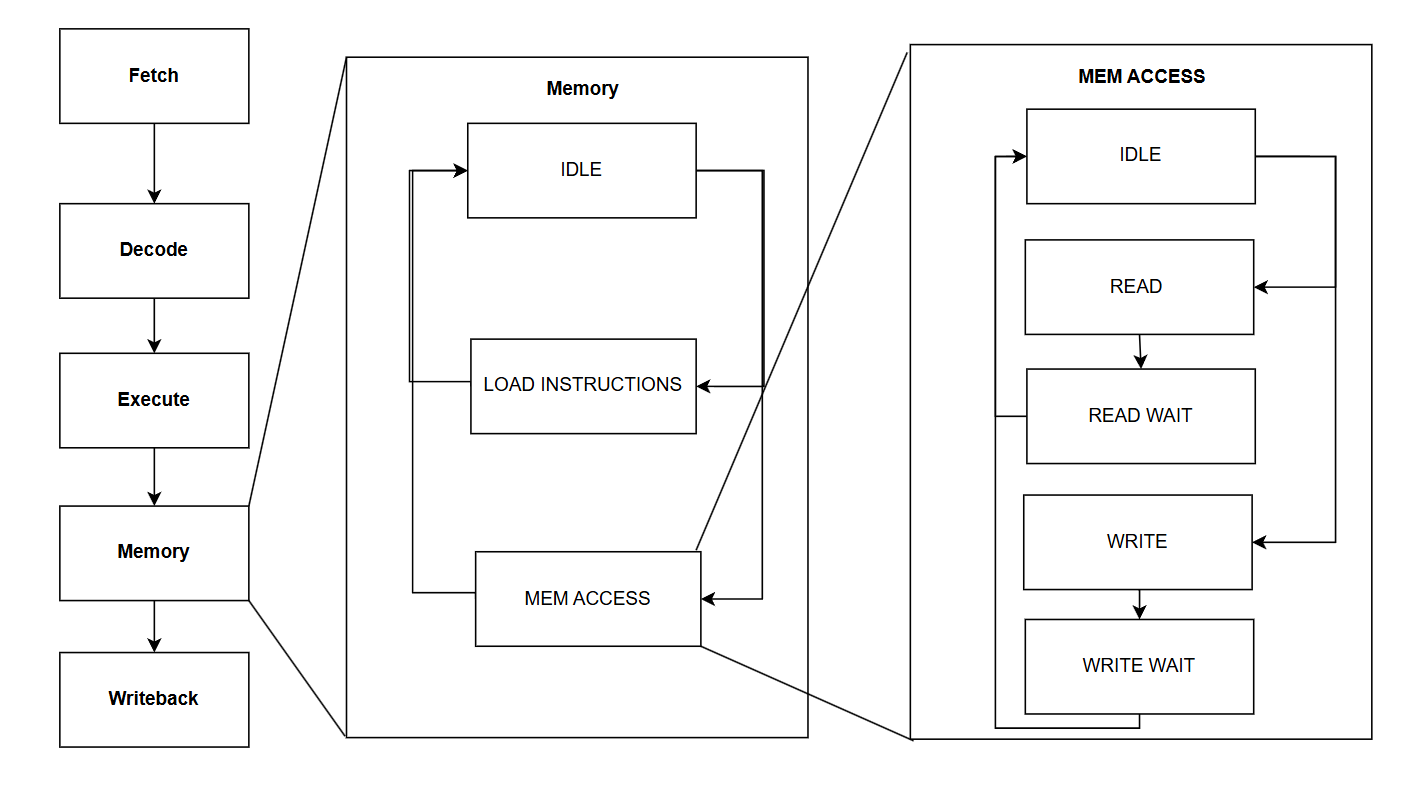 Fetch
Decode
Execute
Memory
Writeback
Memory
IDLE
LOAD INSTRUCTIONS
MEM ACCESS
MEM ACCESS
IDLE
READ
READ WAIT
WRITE
WRITE WAIT